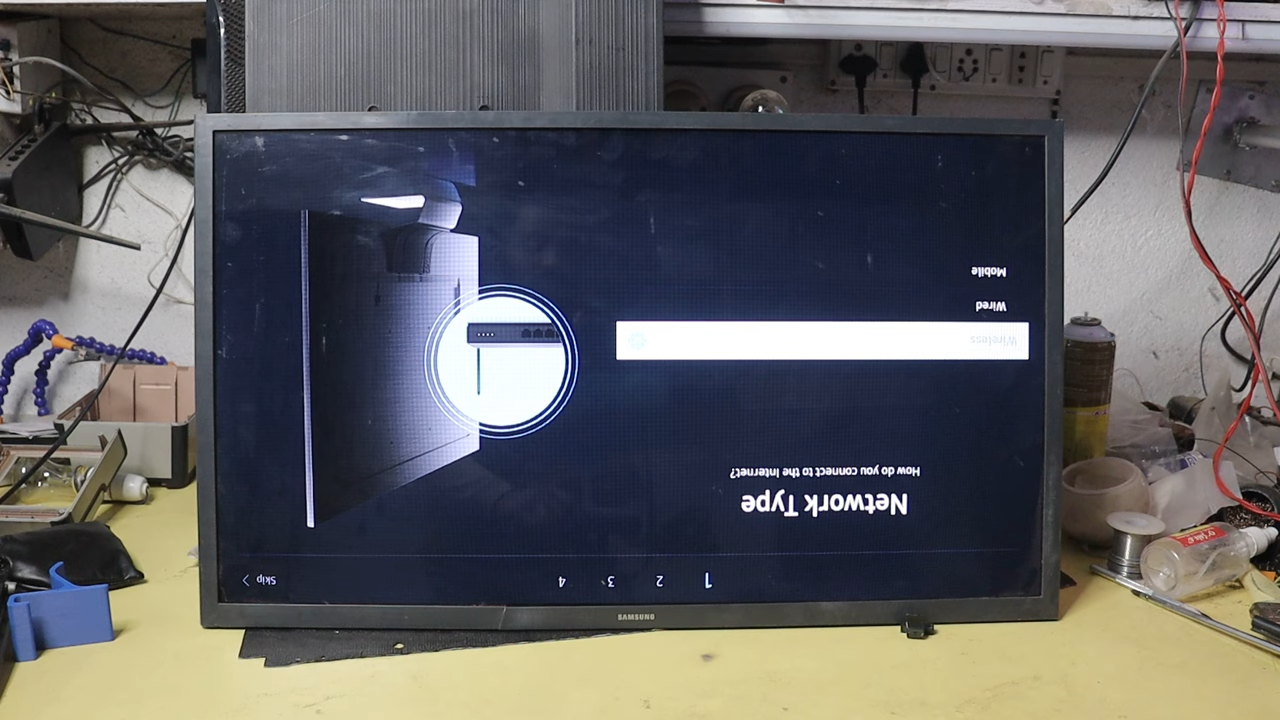 Network Type
How do you connect to the Internet?
Wireless
Wired
Mobile
1 2 3 4
Skip
SAMSUNG